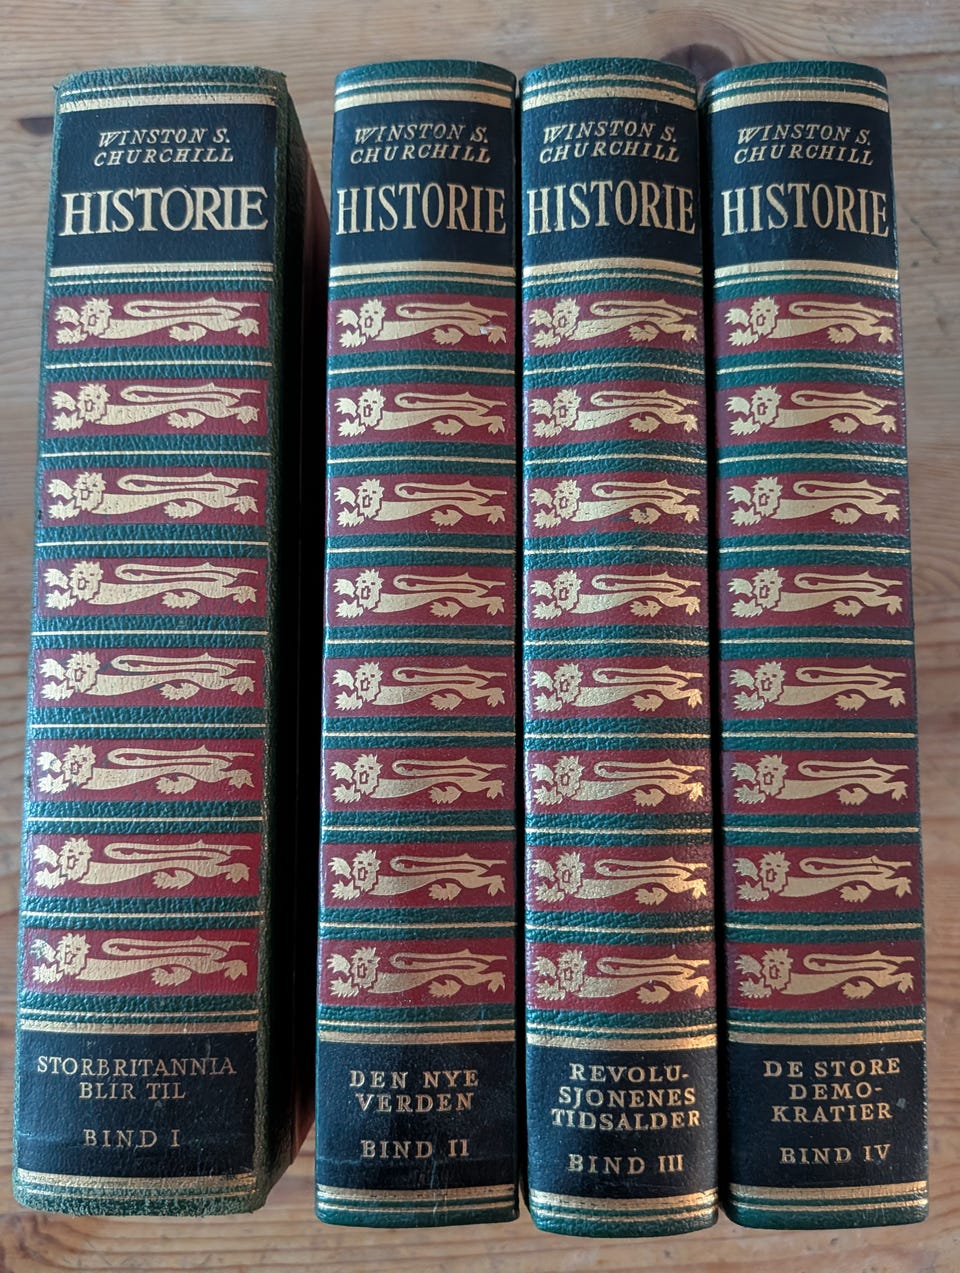 WINSTON S.
CHURCHILL
HISTORIE
STORBRITANNIA
BLIR TIL
BIND I
WINSTON S.
CHURCHILL
HISTORIE
DEN NYE
VERDEN
BIND II
WINSTON S.
CHURCHILL
HISTORIE
REVOLU-
SJONENES
TIDSALDER
BIND III
WINSTON S.
CHURCHILL
HISTORIE
DE STORE
DEMO-
KRATIER
BIND IV